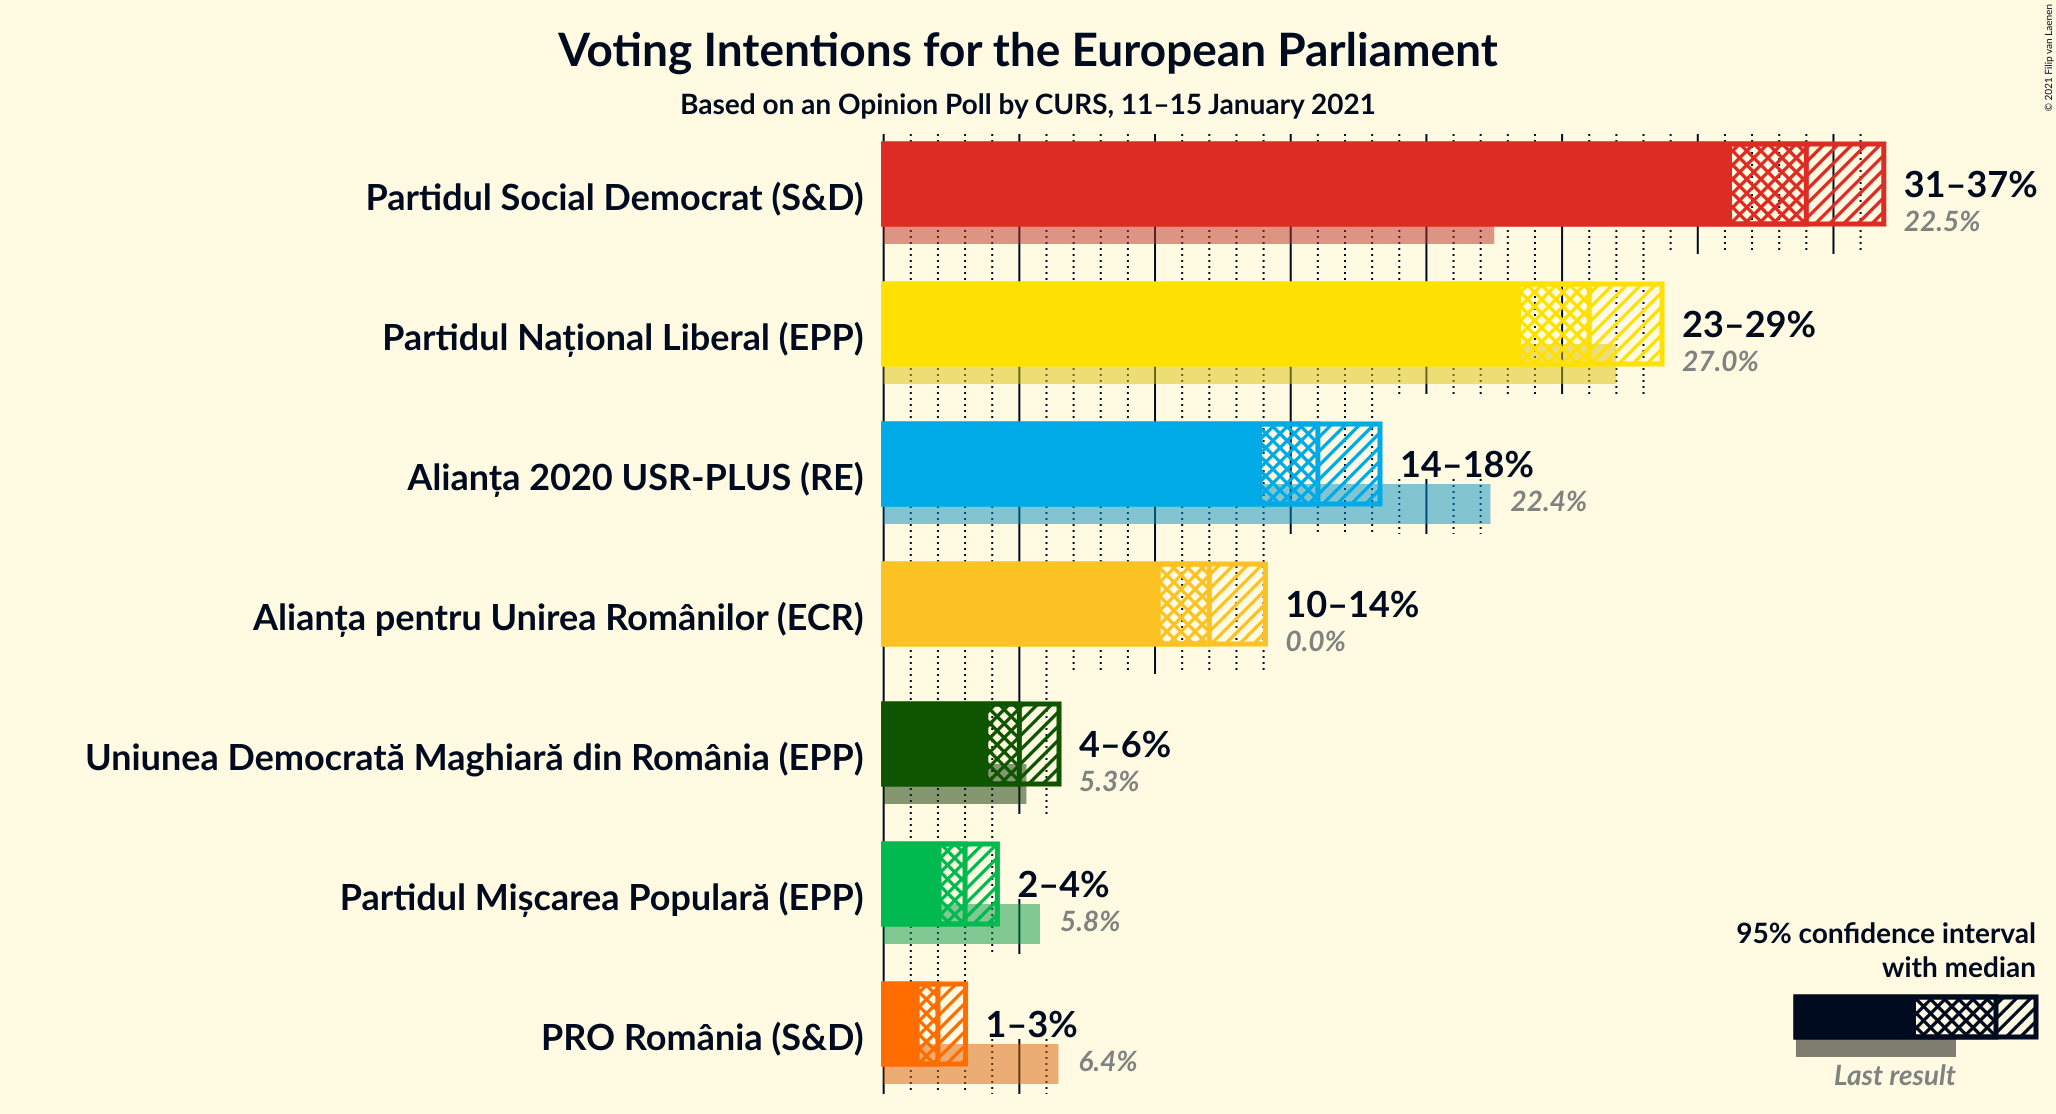 Voting Intentions for the European Parliament
Based on an Opinion Poll by CURS, 11–15 January 2021
© 2021 Filip van Laenen
Partidul Social Democrat (S&D)
31–37%
22.5%
Partidul Național Liberal (EPP)
23–29%
27.0%
Alianța 2020 USR-PLUS (RE)
14–18%
22.4%
Alianța pentru Unirea Românilor (ECR)
10–14%
0.0%
Uniunea Democrată Maghiară din România (EPP)
4–6%
5.3%
Partidul Mișcarea Populară (EPP)
2–4%
5.8%
PRO România (S&D)
1–3%
6.4%
95% confidence interval
with median
Last result